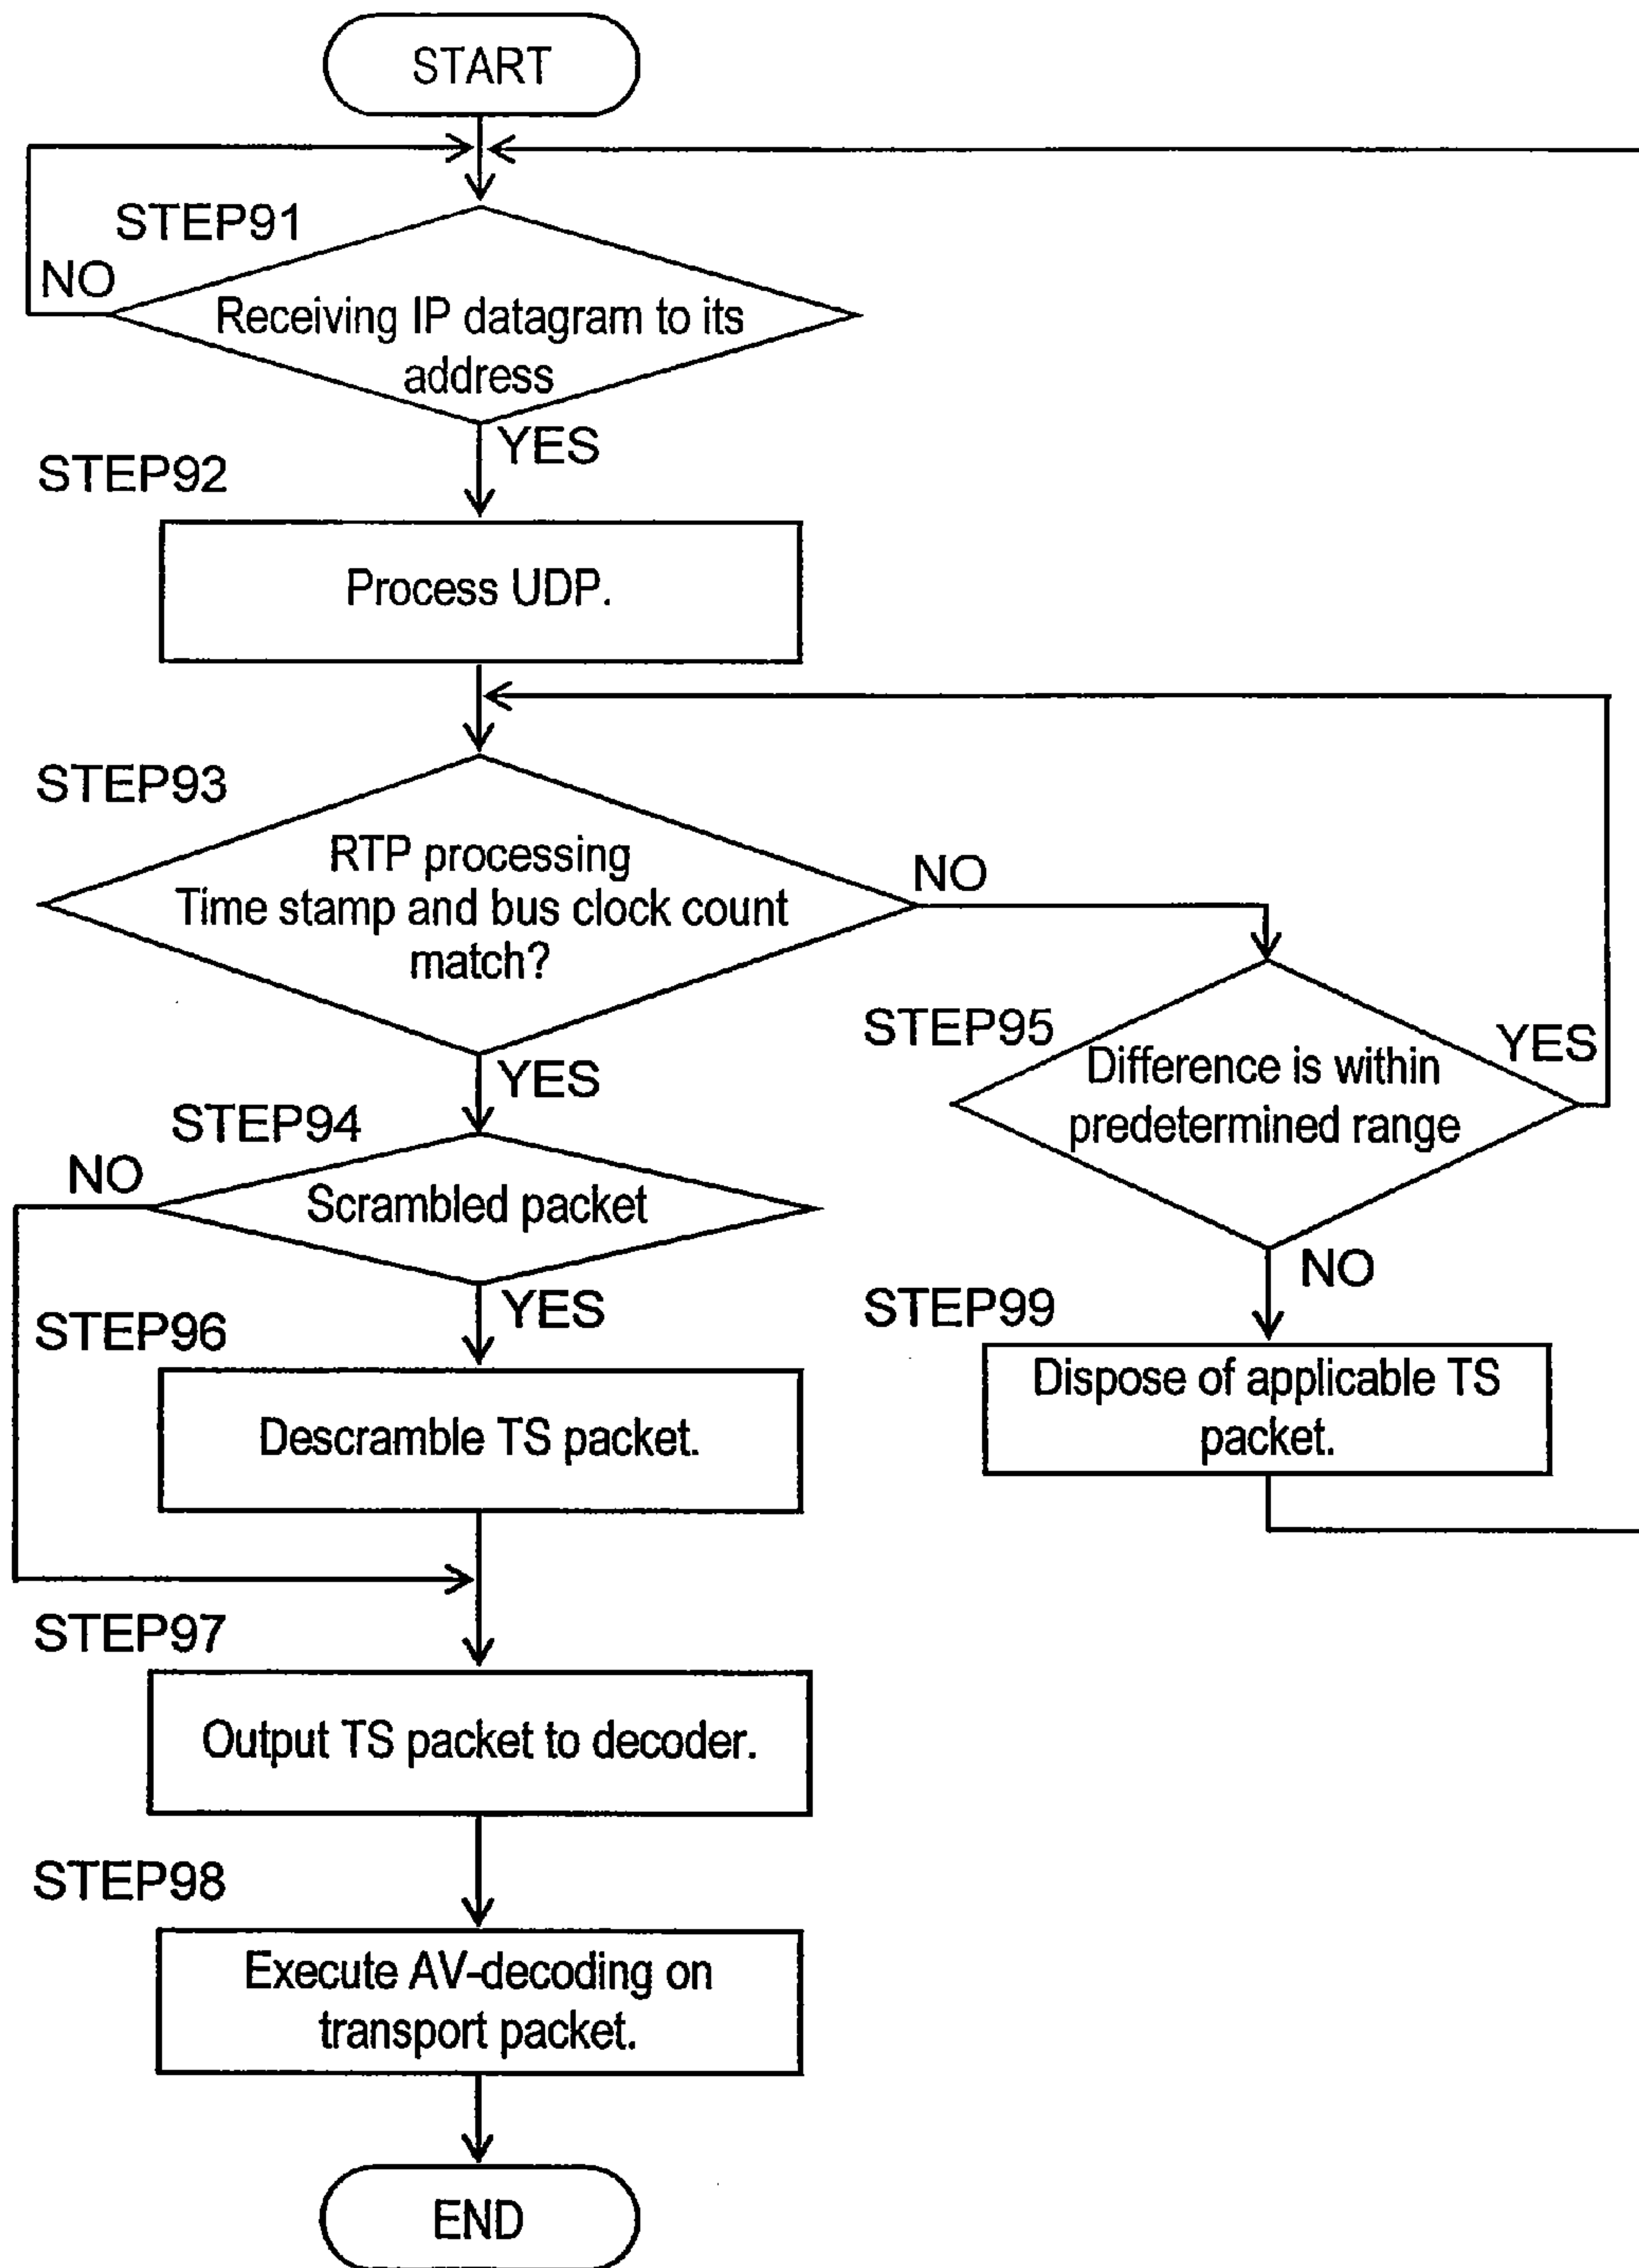 START
STEP91
NO
Receiving IP datagram to its
address
YES
STEP92
Process UDP.
STEP93
RTP processing
Time stamp and bus clock count
match?
NO
YES
STEP95
Difference is within
predetermined range
YES
STEP94
NO
Scrambled packet
YES
NO
STEP96
Descramble TS packet.
STEP99
Dispose of applicable TS
packet.
STEP97
Output TS packet to decoder.
STEP98
Execute AV-decoding on
transport packet.
END